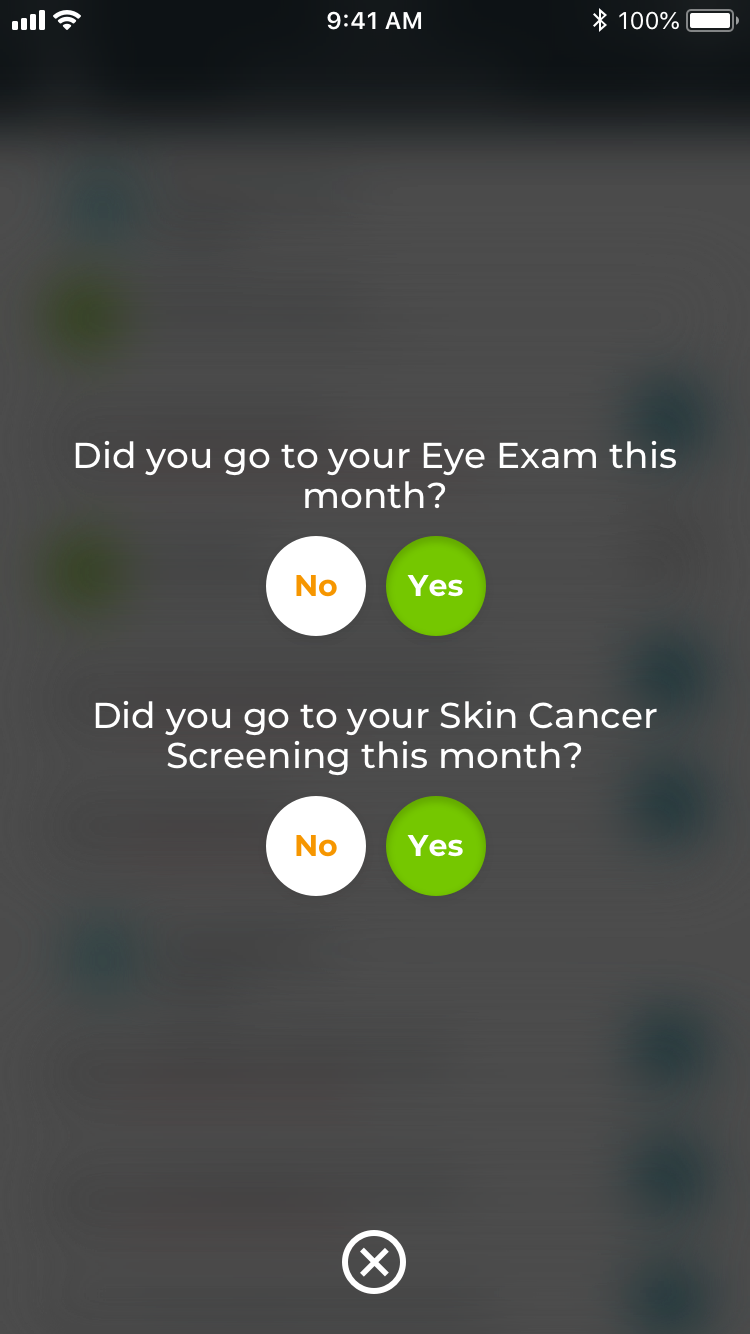 9:41 AM
100%
Did you go to your Eye Exam this
month?
No
Yes
Did you go to your Skin Cancer
Screening this month?
No
Yes